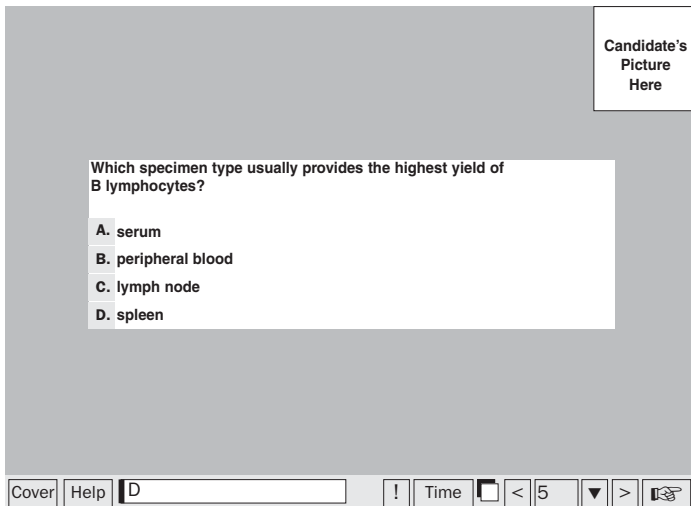 Candidate's
Picture
Here
Which specimen type usually provides the highest yield of
B lymphocytes?
A. serum
B. peripheral blood
C. lymph node
D. spleen
Cover Help D ! Time < 5 ▼ > ☞